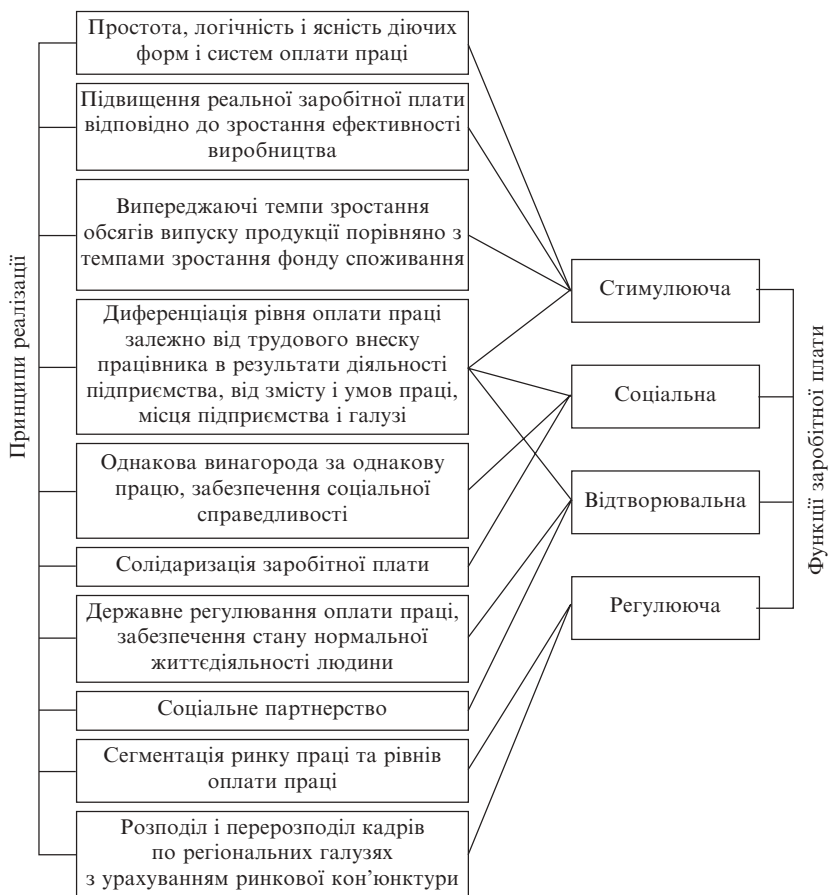 Принципи реалізації
Простота, логічність і ясність діючих
форм і систем оплати праці
Підвищення реальної заробітної плати
відповідно до зростання ефективності
виробництва
Випереджаючі темпи зростання
обсягів випуску продукції порівняно з
темпами зростання фонду споживання
Диференціація рівня оплати праці
залежно від трудового внеску
працівника в результати діяльності
підприємства, від змісту і умов праці,
місця підприємства і галузі
Однакова винагорода за однакову
працю, забезпечення соціальної
справедливості
Солідаризація заробітної плати
Державне регулювання оплати праці,
забезпечення стану нормальної
життєдіяльності людини
Соціальне партнерство
Сегментація ринку праці та рівнів
оплати праці
Розподіл і перерозподіл кадрів
по регіональних галузях
з урахуванням ринкової кон’юнктури
Стимулююча
Соціальна
Відтворювальна
Регулююча
Функції заробітної плати